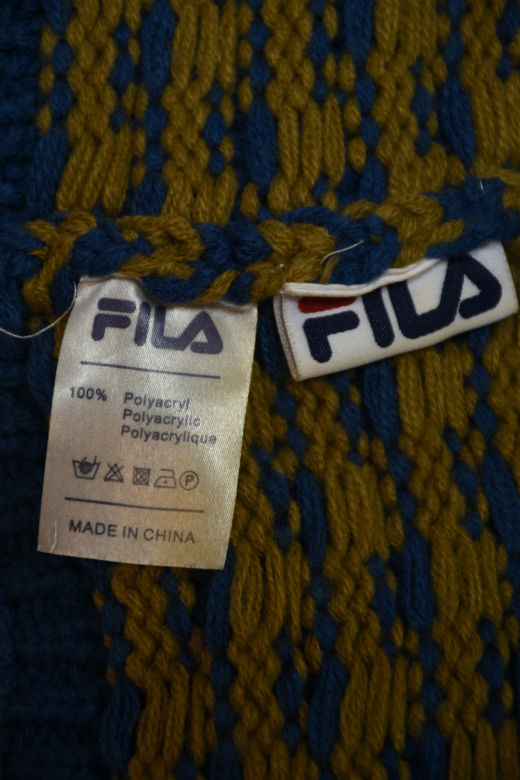 FILA
100% Polyacryl
Polyacrylic
Polyacrylique
P
MADE IN CHINA
FILA